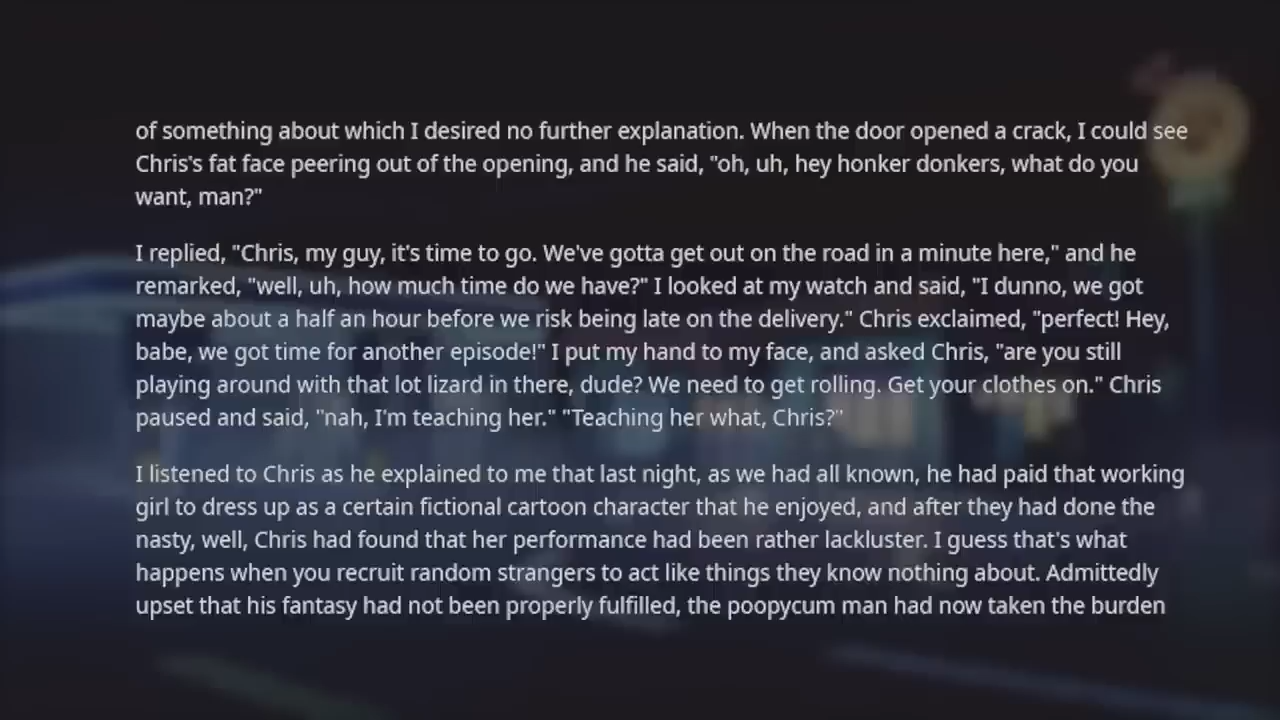 of something about which I desired no further explanation. When the door opened a crack, I could see
Chris's fat face peering out of the opening, and he said, "oh, uh, hey honker donkers, what do you
want, man?"
I replied, "Chris, my guy, it's time to go. We've gotta get out on the road in a minute here," and he
remarked, "well, uh, how much time do we have?" I looked at my watch and said, "I dunno, we got
maybe about a half an hour before we risk being late on the delivery." Chris exclaimed, "perfect! Hey,
babe, we got time for another episode!" I put my hand to my face, and asked Chris, "are you still
playing around with that lot lizard in there, dude? We need to get rolling. Get your clothes on." Chris
paused and said, "nah, I'm teaching her." "Teaching her what, Chris?"
I listened to Chris as he explained to me that last night, as we had all known, he had paid that working
girl to dress up as a certain fictional cartoon character that he enjoyed, and after they had done the
nasty, well, Chris had found that her performance had been rather lackluster. I guess that's what
happens when you recruit random strangers to act like things they know nothing about. Admittedly
upset that his fantasy had not been properly fulfilled, the poopycum man had now taken the burden